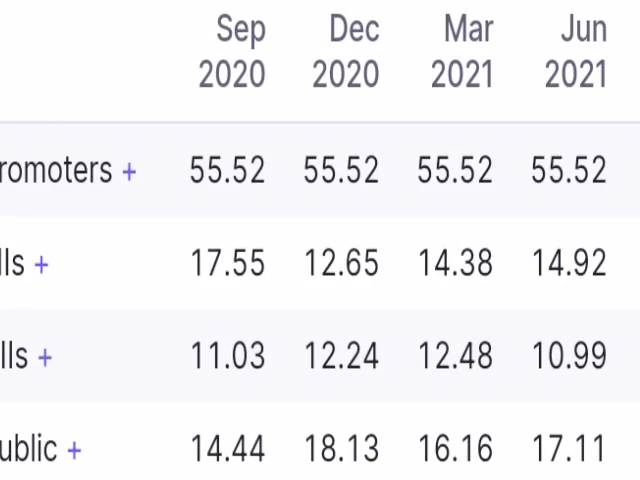 Sep Dec Mar Jun
2020 2020 2021 2021
romoters + 55.52 55.52 55.52 55.52
lls + 17.55 12.65 14.38 14.92
lls + 11.03 12.24 12.48 10.99
ublic + 14.44 18.13 16.16 17.11